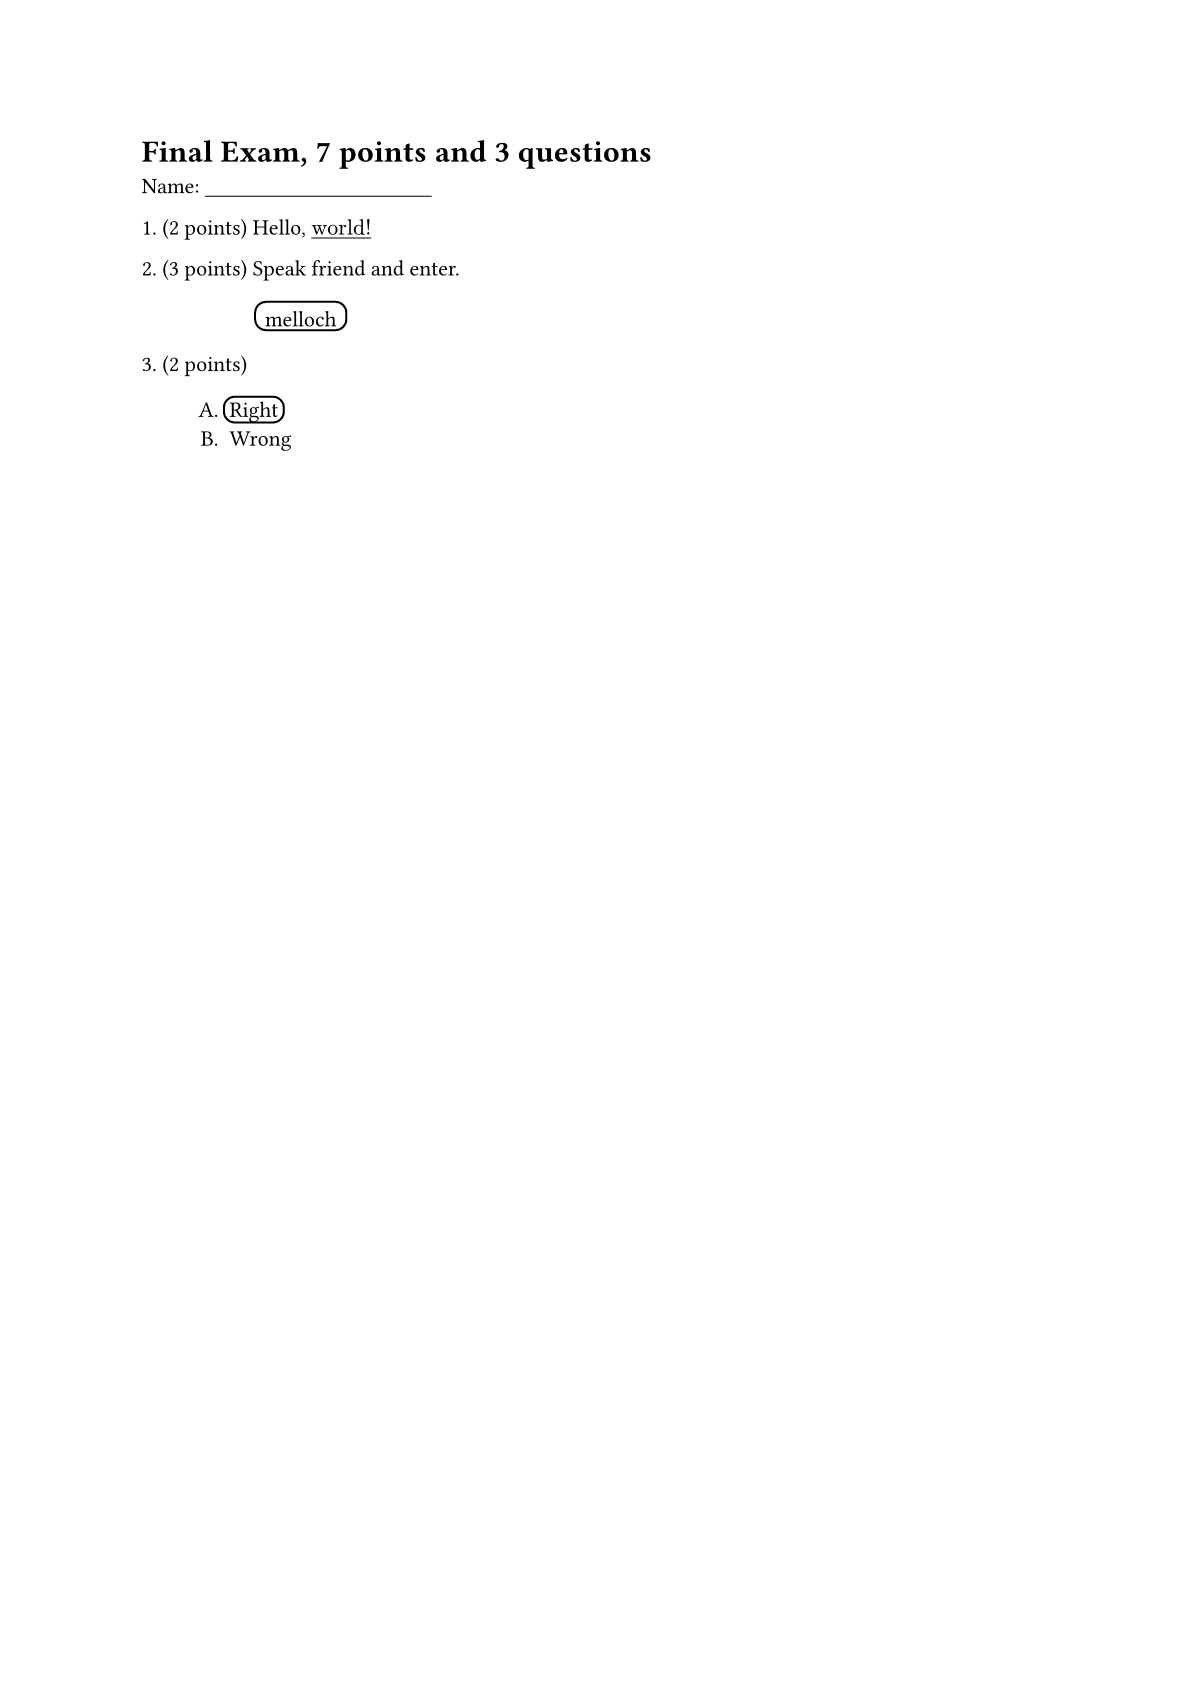 Final Exam, 7 points and 3 questions
Name: ____________________
1. (2 points) Hello, world!
2. (3 points) Speak friend and enter.
melloch
3. (2 points)
A. Right
B. Wrong